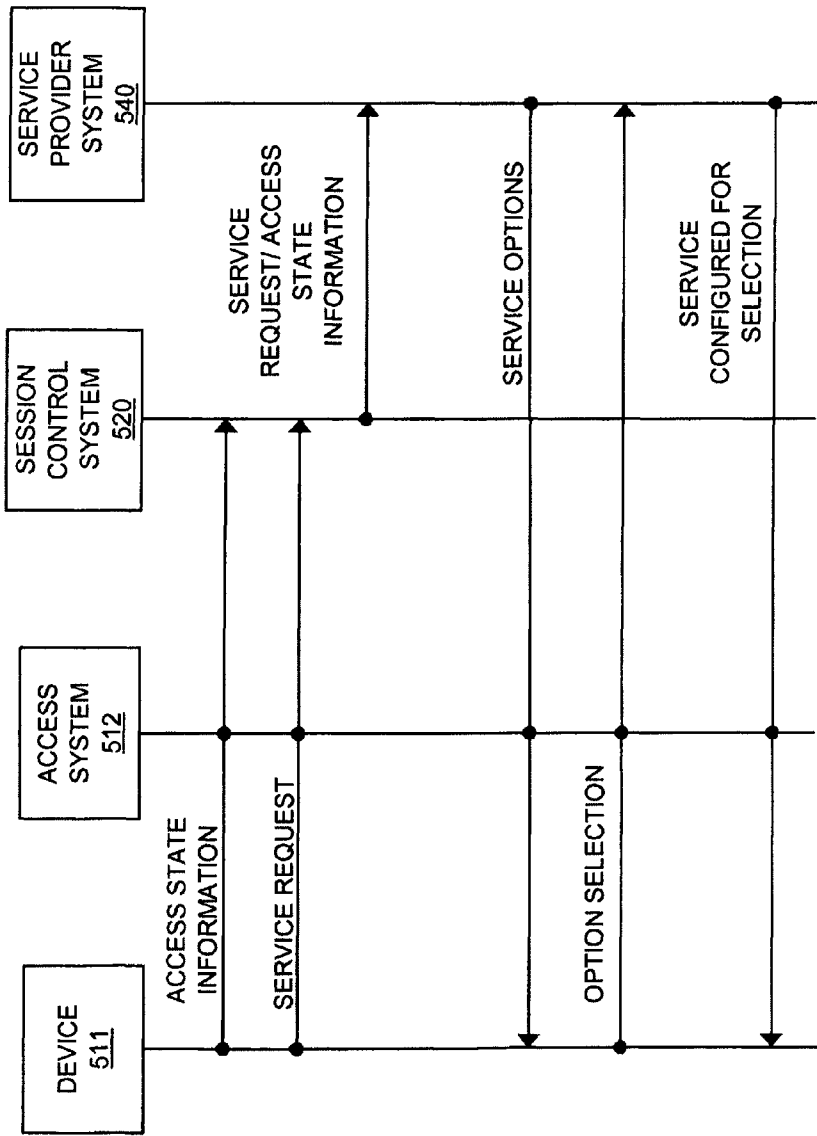 DEVICE
511
ACCESS
SYSTEM
512
SESSION
CONTROL
SYSTEM
520
SERVICE
PROVIDER
SYSTEM
540
ACCESS STATE
INFORMATION
SERVICE REQUEST
SERVICE
REQUEST/ ACCESS
STATE
INFORMATION
SERVICE OPTIONS
OPTION SELECTION
SERVICE
CONFIGURED FOR
SELECTION